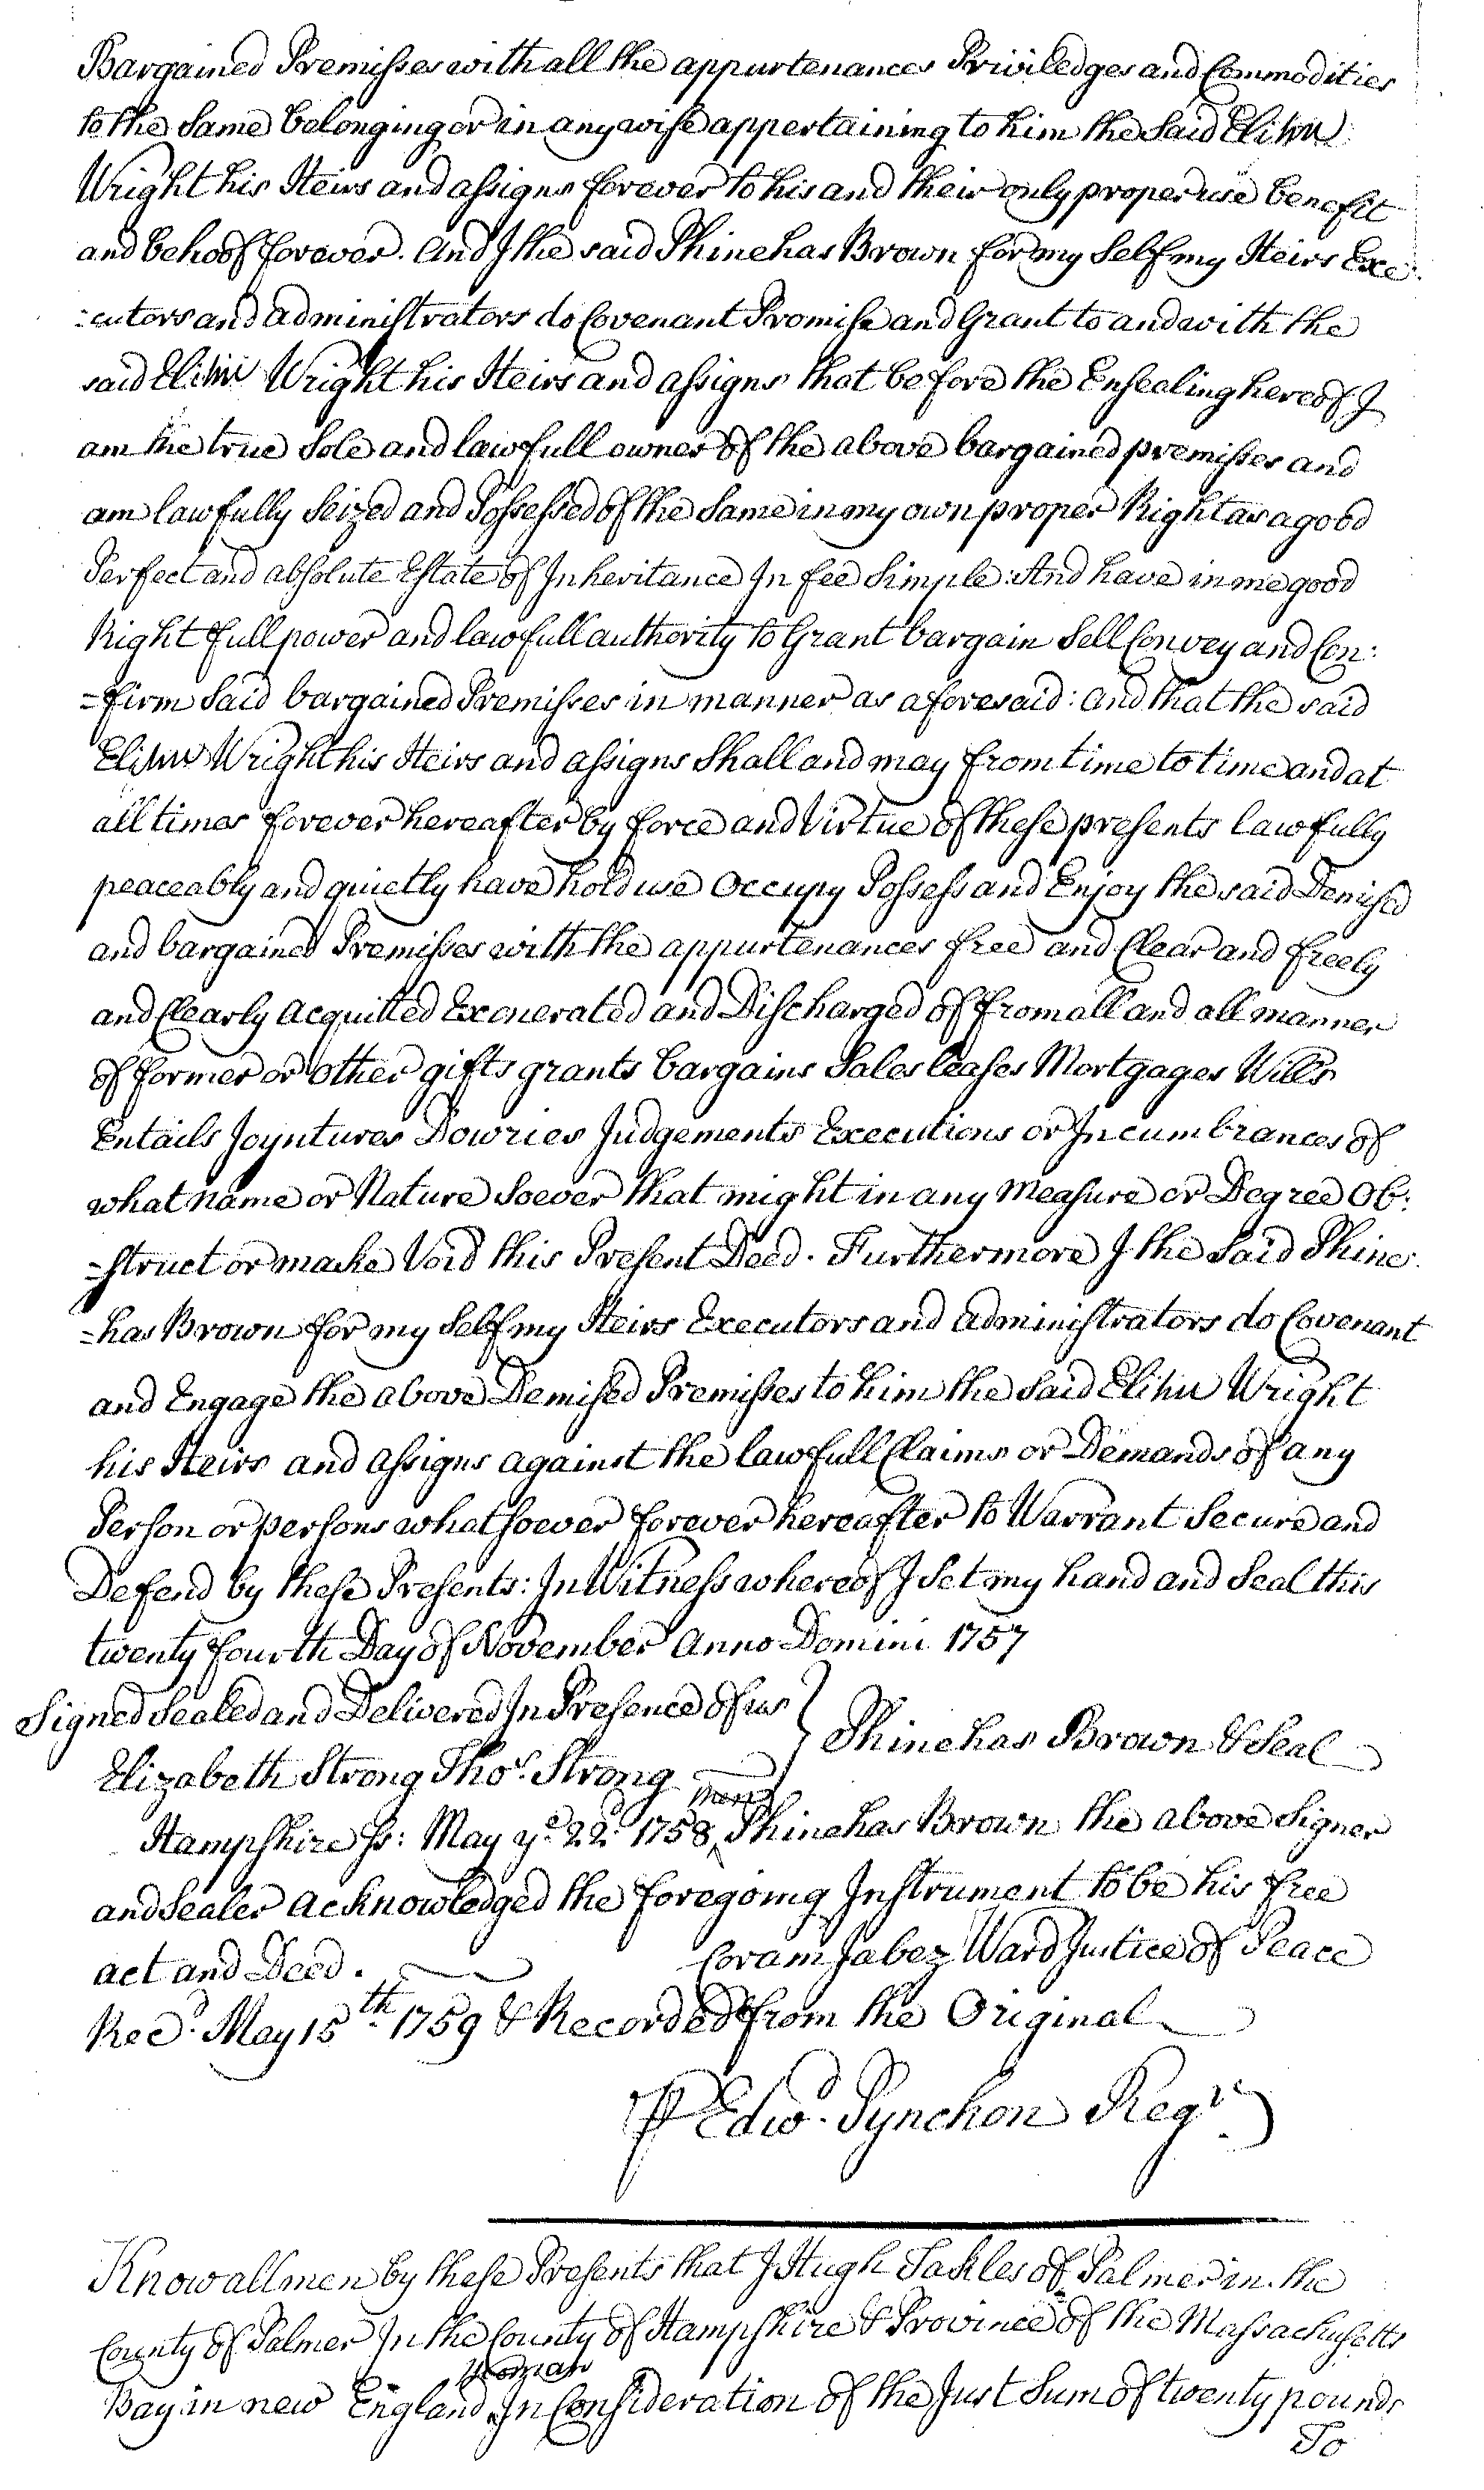 Bargained Premisses with all the appurtenances Priviledges and Commodities
to the Same belonging or in any wise appertaining to him the Said Elihu
Wright his Heirs and assigns forever to his and their only proper use benefit
and behoof forever. And I the said Phinehas Brown for my Self my Heirs Exe:
:cutors and administrators do Covenant Promise and Grant to and with the
said Elihu Wright his Heirs and assigns that before the Ensealing hereof I
am the true Sole and lawfull owner of the above bargained premisses and
am lawfully Seized and Possessed of the Same in my own proper Right as a good
Perfect and absolute Estate of Inheritance In fee Simple: And have in me good
Right full power and lawfull authority to Grant bargain Sell Convey and Con:
=firm Said bargained Premisses in manner as aforesaid: and that the said
Elihu Wright his Heirs and assigns Shall and may from time to time and at
all times forever hereafter by force and Virtue of these presents lawfully
peaceably and quietly have hold use Occupy Possess and Enjoy the said Demised
and bargained Premisses with the appurtenances free and Clear and freely
and Clearly Acquitted Exonerated and Discharged of from all and all manner
of former or other gifts grants bargains Sales leases Mortgages Wills
Entails Joyntures Dowries Judgements Executions or Incumbrances of
what name or Nature Soever that might in any Measure or Degree Ob:
=struct or make Void this Present Deed. Furthermore I the Said Phine:
=has Brown for my Self my Heirs Executors and administrators do Covenant
and Engage the above Demised Premisses to him the Said Elihu Wright
his Heirs and assigns against the lawfull Claims or Demands of any
Person or persons whatsoever forever hereafter to Warrant Secure and
Defend by these Presents: In Witness whereof I Set my hand and Seal this
twenty fourth Day of November Anno Domini 1757
Signed Sealed and Delivered In Presence of us } Phinehas Brown & Seal
Elizabeth Strong Thos. Strong
then
Hampshire Ss: May ye. 22d. 1758 Phinehas Brown the above Signer
and Sealer acknowledged the foregoing Instrument to be his free
act and Deed. Coram Jabez Ward Justice of Peace
Recd. May 15th. 1759 & Recorded from the Original
P Edwd. Pynchon Regr.
Know all men by these Presents that I Hugh Sakles of Palmer in the
County of Palmer In the County of Hampshire & Province of the Massachusetts
yeoman
Bay in new England In Consideration of the Just Sum of twenty pounds
To